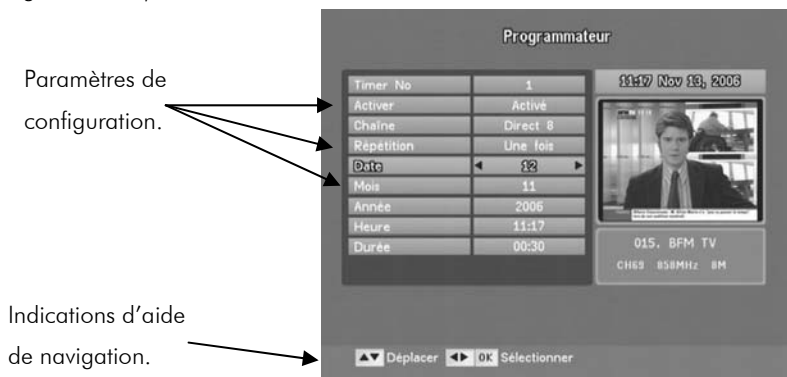 Programmateur
Paramètres de
configuration.
Timer No 1
Activer Activé
Chaîne Direct 8
Répétition Une fois
Date 12
Mois 11
Année 2006
Heure 11:17
Durée 00:30
11:17 Nov 13, 2006
015. BFM TV
CH69 858MHz 8M
Indications d’aide
de navigation.
Déplacer OK Sélectionner